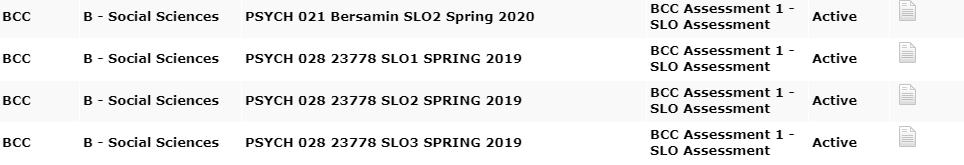 BCC B - Social Sciences PSYCH 021 Bersamin SLO2 Spring 2020 BCC Assessment 1 - Active
SLO Assessment
BCC B - Social Sciences PSYCH 028 23778 SLO1 SPRING 2019 BCC Assessment 1 - Active
SLO Assessment
BCC B - Social Sciences PSYCH 028 23778 SLO2 SPRING 2019 BCC Assessment 1 - Active
SLO Assessment
BCC B - Social Sciences PSYCH 028 23778 SLO3 SPRING 2019 BCC Assessment 1 - Active
SLO Assessment